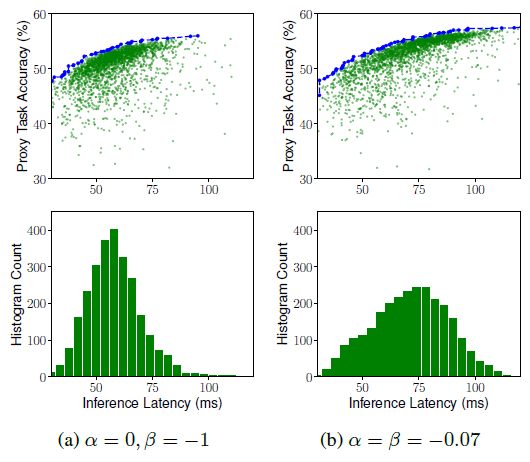 60
50
40
30
Proxy Task Accuracy (%)
50 75 100
60
50
40
30
Proxy Task Accuracy (%)
50 75 100
400
300
200
100
0
Histogram Count
50 75 100
Inference Latency (ms)
400
300
200
100
0
Histogram Count
50 75 100
Inference Latency (ms)
(a) α = 0, β = −1
(b) α = β = −0.07